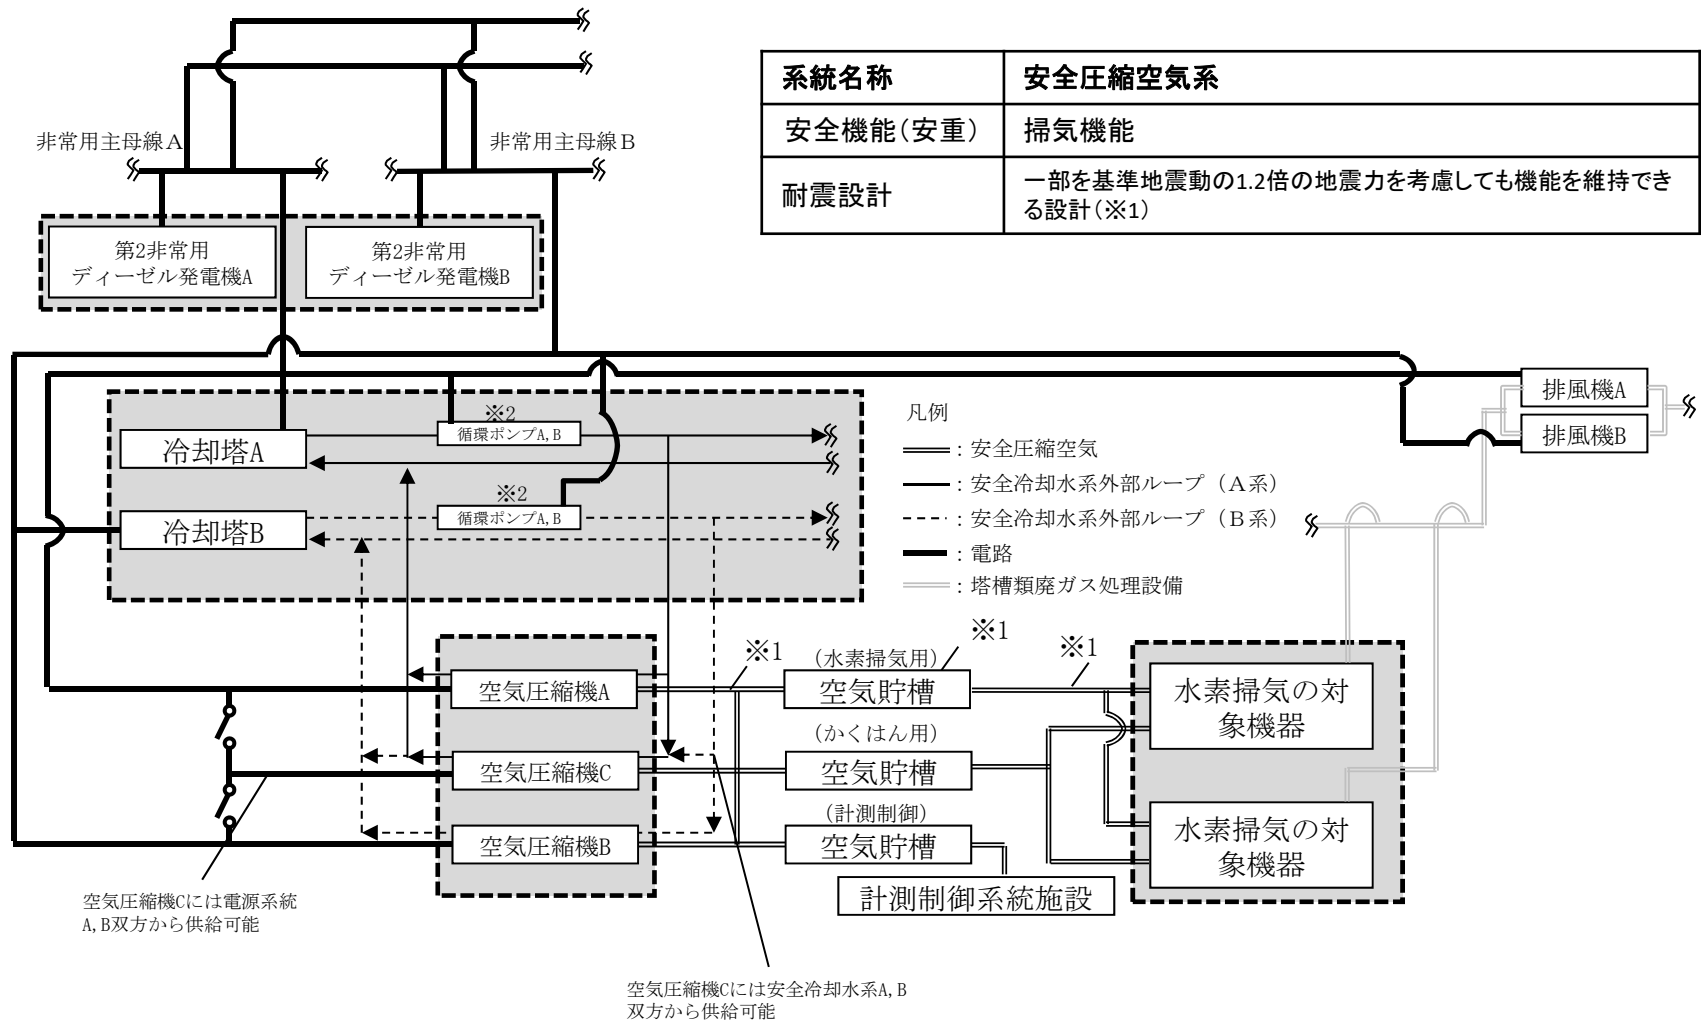 系統名称
安全圧縮空気系
安全機能(安重)
掃気機能
耐震設計
一部を基準地震動の1.2倍の地震力を考慮しても機能を維持でき
る設計(※1)
非常用主母線A
非常用主母線B
第2非常用
ディーゼル発電機A
第2非常用
ディーゼル発電機B
排風機A
排風機B
※2
循環ポンプA,B
冷却塔A
※2
循環ポンプA,B
冷却塔B
凡例
：安全圧縮空気
：安全冷却水系外部ループ（A系）
：安全冷却水系外部ループ（B系）
：電路
：塔槽類廃ガス処理設備
※1
※1
※1
空気圧縮機A
(水素掃気用)
空気貯槽
水素掃気の対
象機器
空気圧縮機C
(かくはん用)
空気貯槽
空気圧縮機B
(計測制御)
空気貯槽
水素掃気の対
象機器
計測制御系統施設
空気圧縮機Cには電源系統
A,B双方から供給可能
空気圧縮機Cには安全冷却水系A,B
双方から供給可能